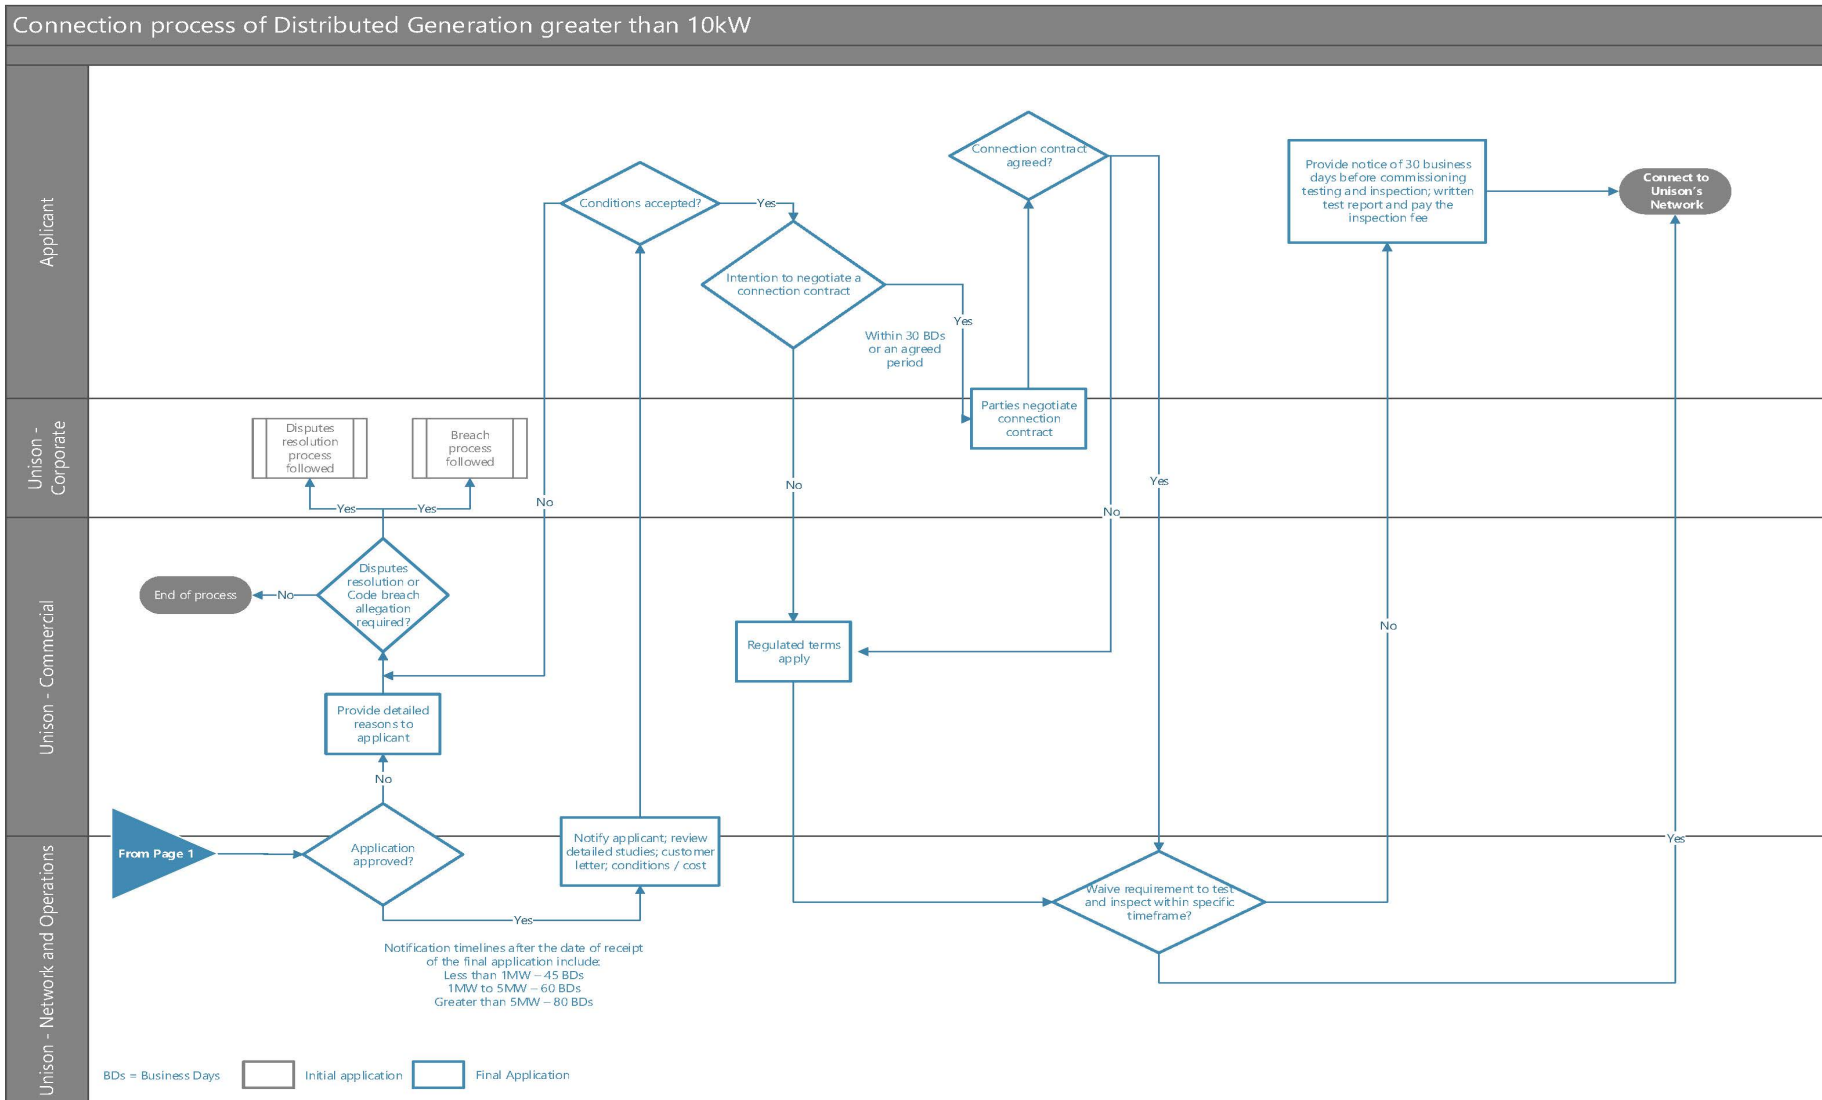 Connection process of Distributed Generation greater than 10kW
Applicant
Conditions accepted?
Yes
Intention to negotiate a
connection contract
Yes
Within 30 BDs
or an agreed
period
Connection contract
agreed?
Provide notice of 30 business
days before commissioning
testing and inspection; written
test report and pay the
inspection fee
Connect to
Unison's
Network
Unison -
Corporate
Disputes
resolution
process
followed
Breach
process
followed
Yes
Yes
No
No
Parties negotiate
connection
contract
No
Yes
Unison - Commercial
End of process
No
Disputes
resolution or
Code breach
allegation
required?
Provide detailed
reasons to
applicant
No
Regulated terms
apply
No
Unison - Network and Operations
From Page 1
Application
approved?
Yes
Notify applicant; review
detailed studies; customer
letter; conditions / cost
Notification timelines after the date of receipt
of the final application include:
Less than 1MW – 45 BDs
1MW to 5MW – 60 BDs
Greater than 5MW – 80 BDs
Waive requirement to test
and inspect within specific
timeframe?
Yes
BDs = Business Days
Initial application
Final Application